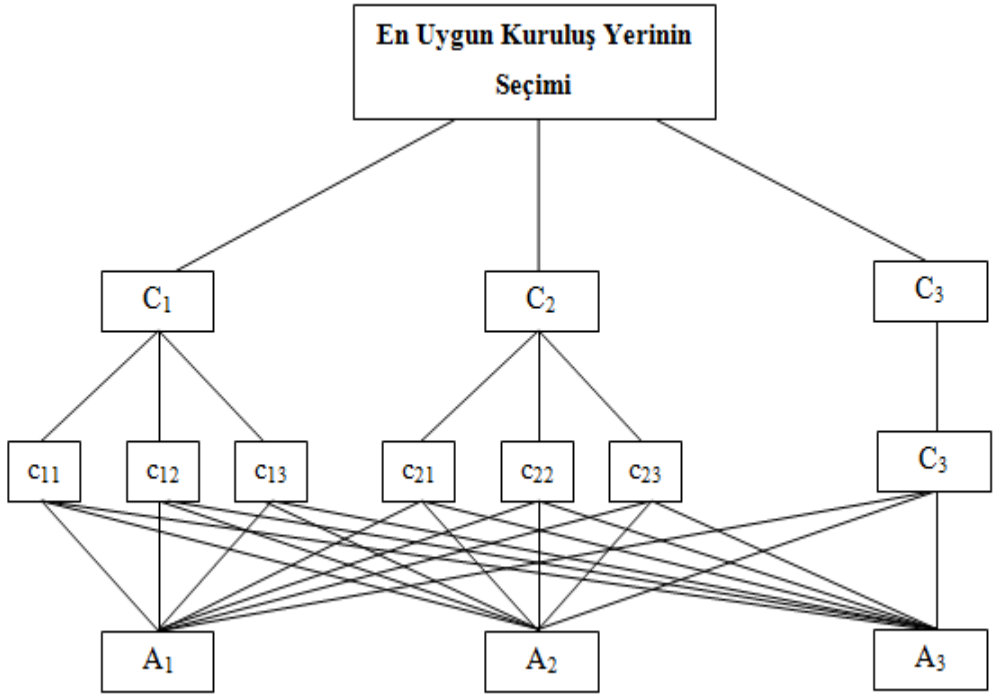 En Uygun Kuruluş Yerinin
Seçimi
C₁
C₂
C₃
c₁₁
c₁₂
c₁₃
c₂₁
c₂₂
c₂₃
C₃
A₁
A₂
A₃